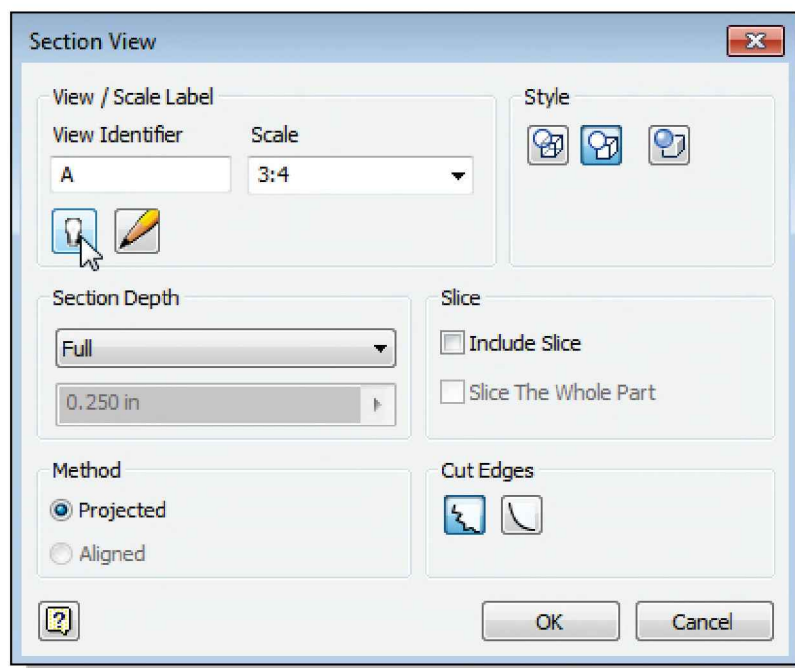 Section View
View / Scale Label
View Identifier
Scale
A
3:4
Style
Section Depth
Full
0.250 in
Slice
Include Slice
Slice The Whole Part
Method
Projected
Aligned
Cut Edges
?
OK
Cancel